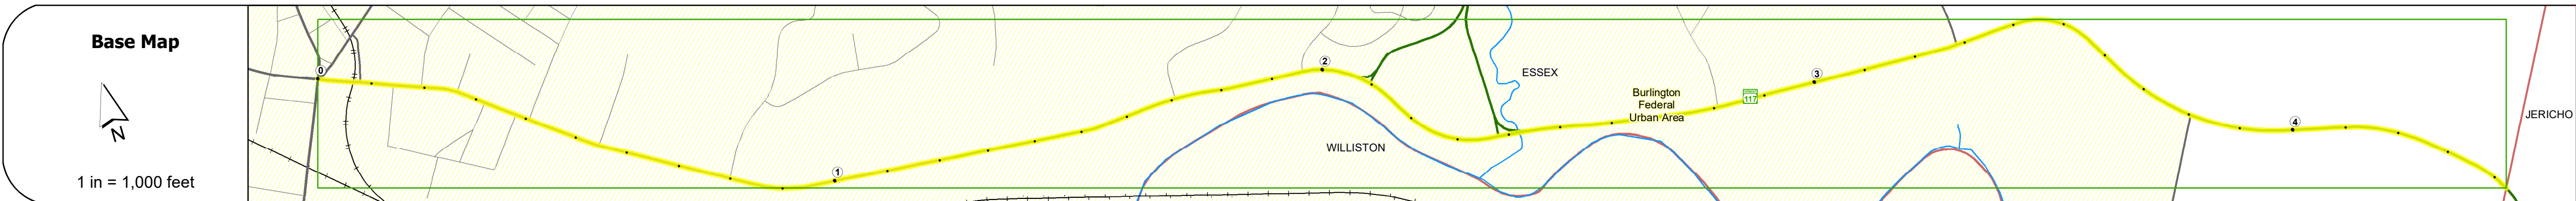 Base Map
N
1 in = 1,000 feet
0
1
2
3
4
ESSEX
WILLISTON
Burlington
Federal
Urban Area
117
JERICHO